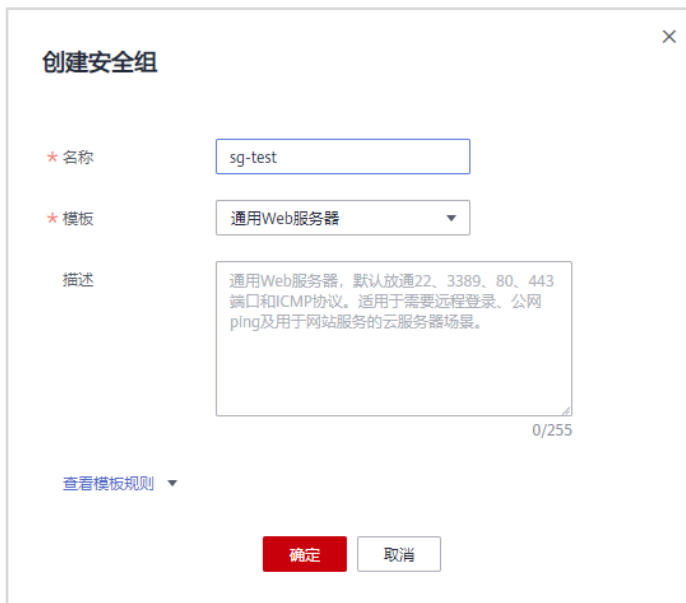 创建安全组
* 名称
sg-test
* 模板
通用Web服务器
描述
通用Web服务器，默认放通22、3389、80、443
端口和ICMP协议。适用于需要远程登录、公网
ping及用于网站服务的云服务器场景。
0/255
查看模板规则
确定
取消